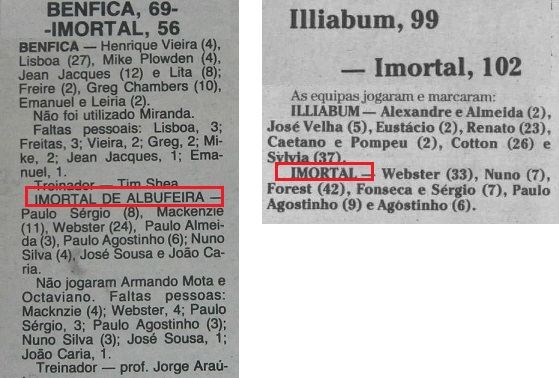 BENFICA, 69-
-IMORTAL, 56
BENFICA — Henrique Vieira (4),
Lisboa (27), Mike Plowden (4),
Jean Jacques (12) e Lita (8);
Freire (2), Greg Chambers (10),
Emanuel e Leiria (2).
Não foi utilizado Miranda.
Faltas pessoais: Lisboa, 3;
Freitas, 3; Vieira, 2; Greg, 2; Mi-
ke, 2; Jean Jacques, 1; Ema-
nuel, 1.
Treinador — Tim Shea.
IMORTAL DE ALBUFEIRA —
Paulo Sérgio (8), Mackenzie
(11), Webster (24), Paulo Almei-
da (3), Paulo Agostinho (6); Nuno
Silva (4), José Sousa e João Ca-
ria.
Não jogaram Armando Mota e
Octaviano. Faltas pessoais:
Macknzie (4); Webster, 4; Paulo
Sérgio, 3; Paulo Agostinho (3);
Nuno Silva (3); José Sousa, 1;
João Caria, 1.
Treinador — prof. Jorge Araú-
Illiabum, 99
— Imortal, 102
As equipas jogaram e marcaram:
ILLIABUM — Alexandre e Almeida (2),
José Velha (5), Eustácio (2), Renato (23),
Caetano e Pompeu (2), Cotton (26) e
Sylvia (37).
IMORTAL — Webster (33), Nuno (7),
Forest (42), Fonseca e Sérgio (7), Paulo
Agostinho (9) e Agostinho (6).